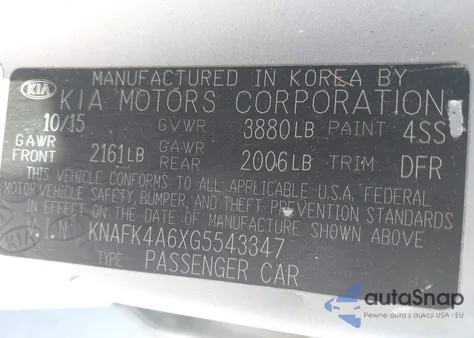 MANUFACTURED IN KOREA BY
KIA KIA MOTORS CORPORATION
10/15 GVWR 3880LB PAINT 4SS
GAWR FRONT 2161LB GAWR REAR 2006LB TRIM DFR
THIS VEHICLE CONFORMS TO ALL APPLICABLE U.S.A. FEDERAL
MOTOR VEHICLE SAFETY, BUMPER, AND THEFT PREVENTION STANDARDS
IN EFFECT ON THE DATE OF MANUFACTURE SHOWN ABOVE
V.I.N KNAFK4A6XG5543347
TYPE PASSENGER CAR
autoSnap
Pewne auta z aukcji USA - EU